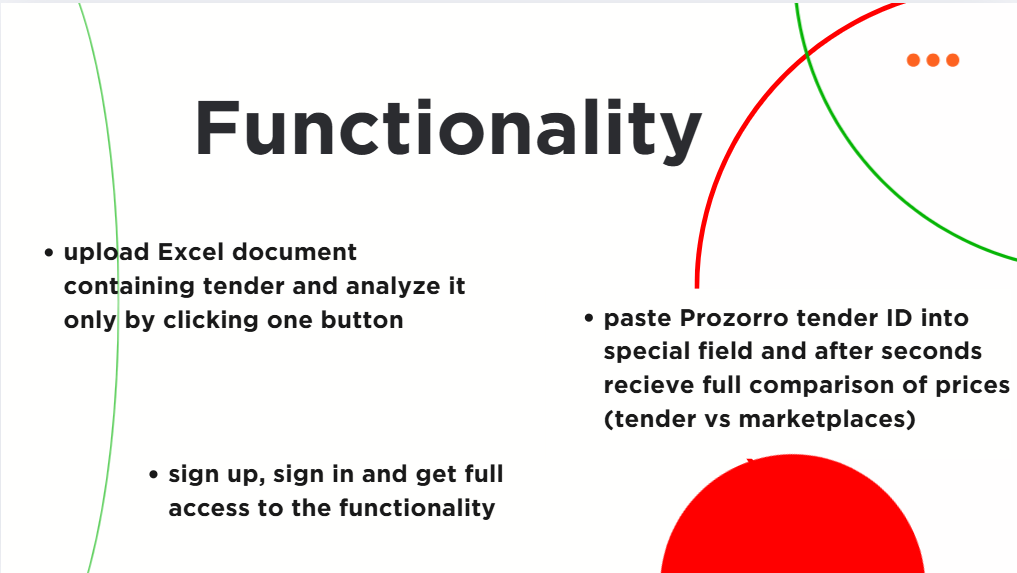 Functionality
• upload Excel document
containing tender and analyze it
only by clicking one button
• paste Prozorro tender ID into
special field and after seconds
recieve full comparison of prices
(tender vs marketplaces)
• sign up, sign in and get full
access to the functionality